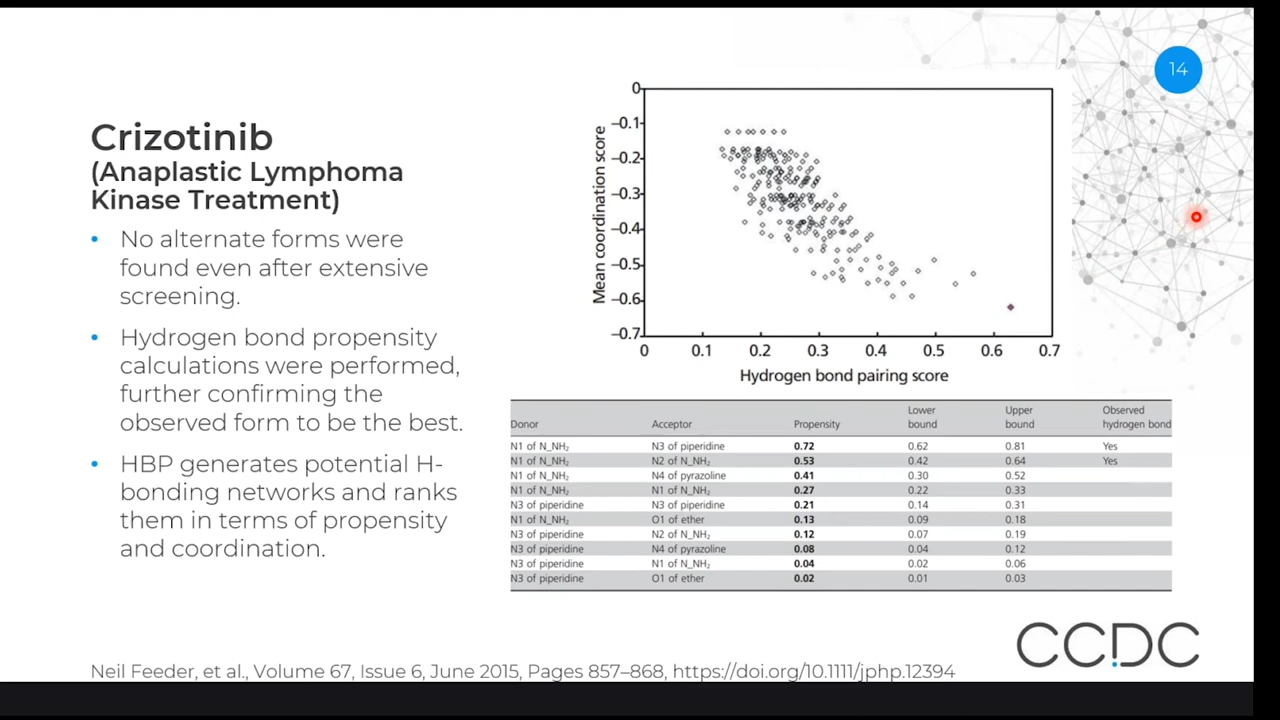 14
Crizotinib
(Anaplastic Lymphoma
Kinase Treatment)
• No alternate forms were
found even after extensive
screening.
• Hydrogen bond propensity
calculations were performed,
further confirming the
observed form to be the best.
• HBP generates potential H-
bonding networks and ranks
them in terms of propensity
and coordination.
Mean coordination score
0
–0.1
–0.2
–0.3
–0.4
–0.5
–0.6
–0.7
0 0.1 0.2 0.3 0.4 0.5 0.6 0.7
Hydrogen bond pairing score
Donor Acceptor Propensity Lower bound Upper bound Observed hydrogen bond
N1 of N_NH₂ N3 of piperidine 0.72 0.62 0.81 Yes
N1 of N_NH₂ N2 of N_NH₂ 0.53 0.42 0.64 Yes
N1 of N_NH₂ N4 of pyrazoline 0.41 0.30 0.52
N1 of N_NH₂ N1 of N_NH₂ 0.27 0.22 0.33
N3 of piperidine N3 of piperidine 0.21 0.14 0.31
N1 of N_NH₂ O1 of ether 0.13 0.09 0.18
N3 of piperidine N2 of N_NH₂ 0.12 0.07 0.19
N3 of piperidine N4 of pyrazoline 0.08 0.04 0.12
N3 of piperidine N1 of N_NH₂ 0.04 0.02 0.06
N3 of piperidine O1 of ether 0.02 0.01 0.03
CCDC
Neil Feeder, et al., Volume 67, Issue 6, June 2015, Pages 857–868, https://doi.org/10.1111/jphp.12394